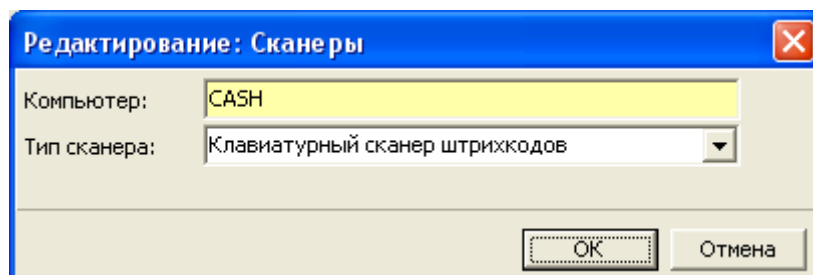 Редактирование: Сканеры
Компьютер: CASH
Тип сканера: Клавиатурный сканер штрихкодов
OK Отмена